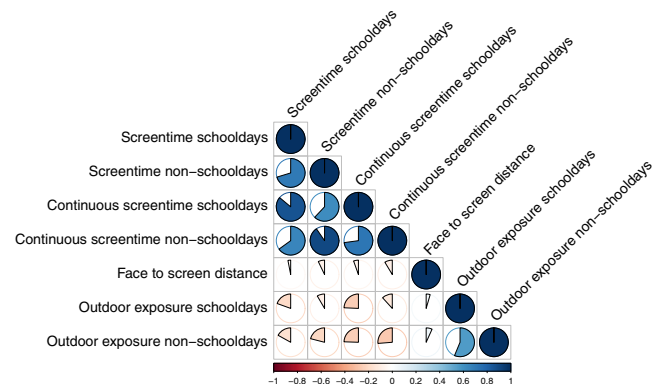 Screentime schooldays
Screentime non−schooldays
Continuous screentime schooldays
Continuous screentime non−schooldays
Face to screen distance
Outdoor exposure schooldays
Outdoor exposure non−schooldays
Screentime schooldays
Screentime non−schooldays
Continuous screentime schooldays
Continuous screentime non−schooldays
Face to screen distance
Outdoor exposure schooldays
Outdoor exposure non−schooldays
−1 −0.8 −0.6 −0.4 −0.2 0 0.2 0.4 0.6 0.8 1